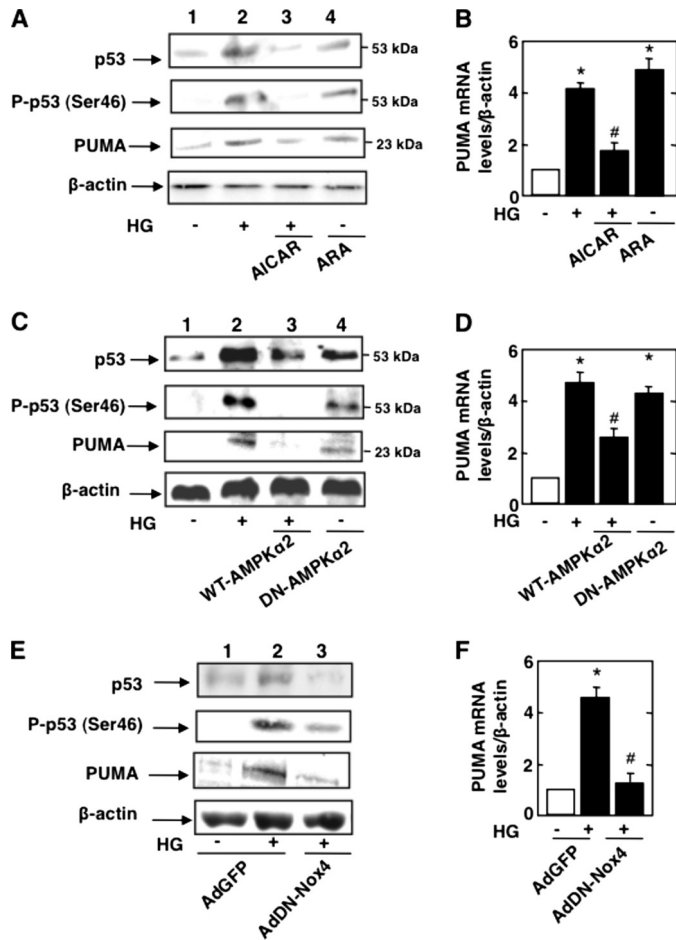 A
1 2 3 4
p53
53 kDa
P-p53 (Ser46)
53 kDa
PUMA
23 kDa
β-actin
HG - + + -
AICAR
ARA
B
PUMA mRNA
levels/β-actin
6
4
2
0
*
#
*
HG - + + -
AICAR
ARA
C
1 2 3 4
p53
53 kDa
P-p53 (Ser46)
53 kDa
PUMA
23 kDa
β-actin
HG - + + -
WT-AMPKα2
DN-AMPKα2
D
PUMA mRNA
levels/β-actin
6
4
2
0
*
#
*
HG - + + -
WT-AMPKα2
DN-AMPKα2
E
1 2 3
p53
P-p53 (Ser46)
PUMA
β-actin
HG - + +
AdGFP
AdDN-Nox4
F
PUMA mRNA
levels/β-actin
6
4
2
0
*
#
HG - + +
AdGFP
AdDN-Nox4